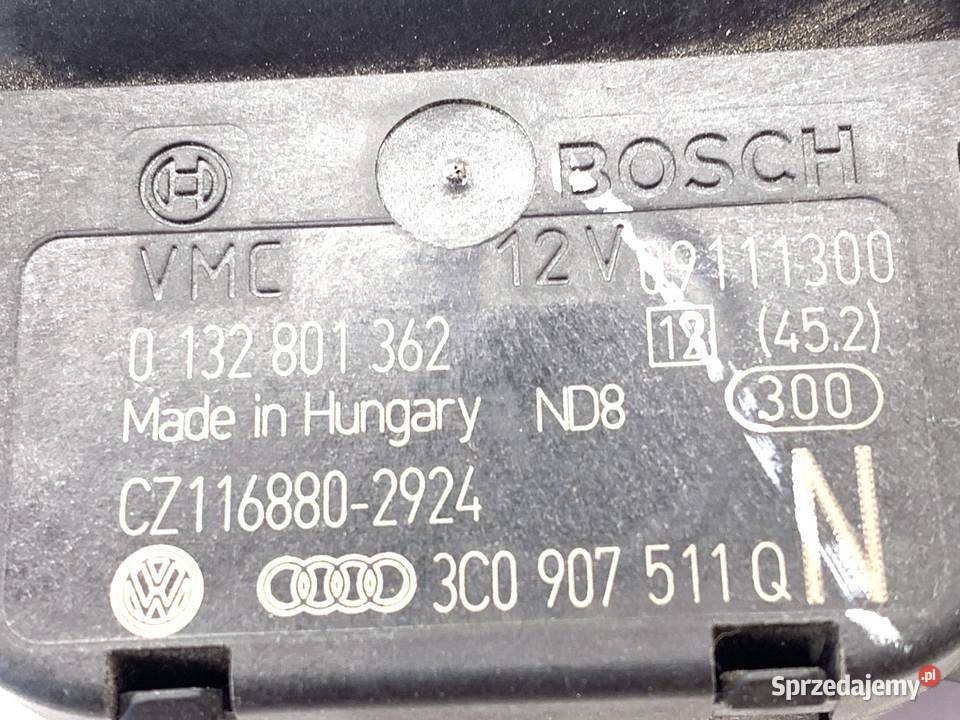 BOSCH
VMC 12V 09111300
0 132 801 362 (45.2)
Made in Hungary ND8 300
CZ116880-2924
N
3C0 907 511 Q
Sprzedajemy.pl